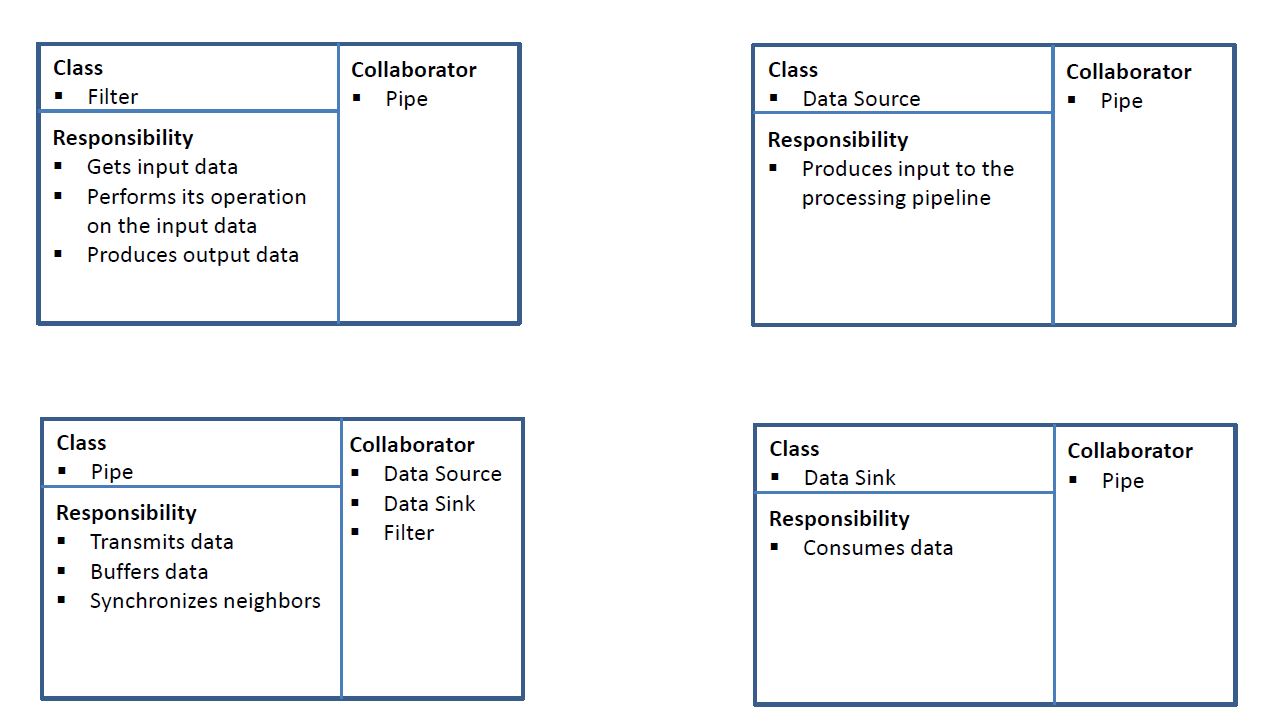 Class
▪ Filter
Responsibility
▪ Gets input data
▪ Performs its operation
on the input data
▪ Produces output data
Collaborator
▪ Pipe
Class
▪ Data Source
Responsibility
▪ Produces input to the
processing pipeline
Collaborator
▪ Pipe
Class
▪ Pipe
Responsibility
▪ Transmits data
▪ Buffers data
▪ Synchronizes neighbors
Collaborator
▪ Data Source
▪ Data Sink
▪ Filter
Class
▪ Data Sink
Responsibility
▪ Consumes data
Collaborator
▪ Pipe